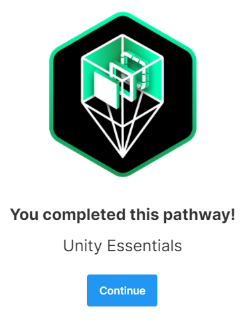 You completed this pathway!
Unity Essentials
Continue